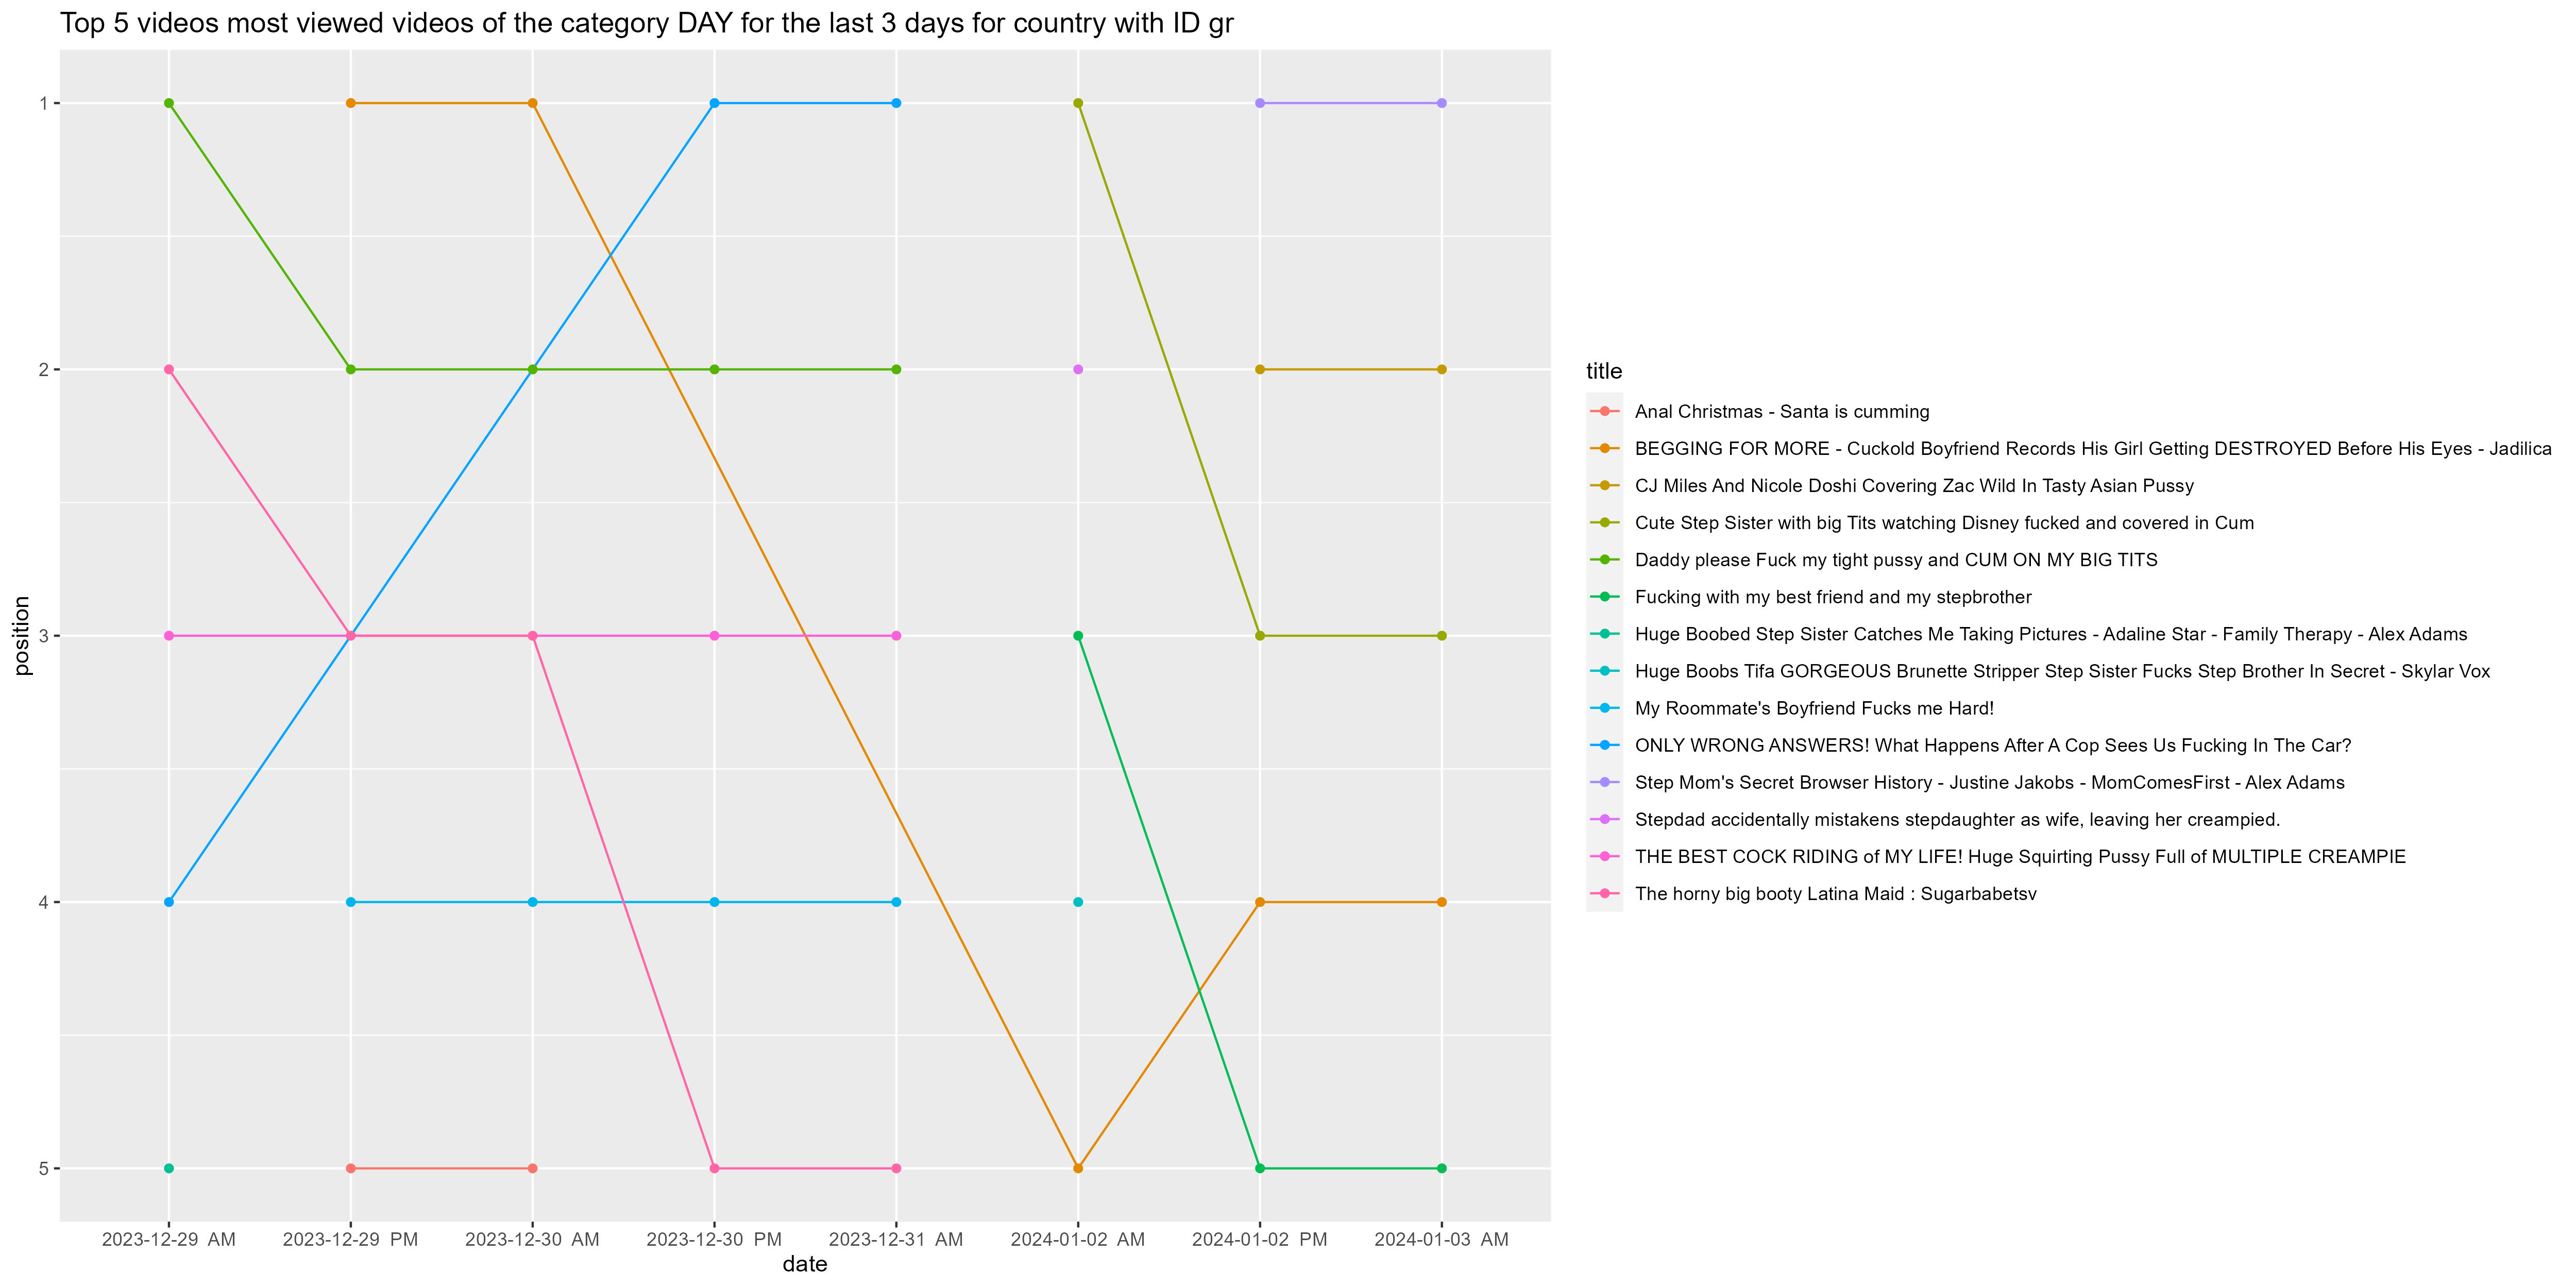 Top 5 videos most viewed videos of the category DAY for the last 3 days for country with ID gr
position
1
2
3
4
5
2023-12-29 AM
2023-12-29 PM
2023-12-30 AM
2023-12-30 PM
2023-12-31 AM
2024-01-02 AM
2024-01-02 PM
2024-01-03 AM
date
title
Anal Christmas - Santa is cumming
BEGGING FOR MORE - Cuckold Boyfriend Records His Girl Getting DESTROYED Before His Eyes - Jadilica
CJ Miles And Nicole Doshi Covering Zac Wild In Tasty Asian Pussy
Cute Step Sister with big Tits watching Disney fucked and covered in Cum
Daddy please Fuck my tight pussy and CUM ON MY BIG TITS
Fucking with my best friend and my stepbrother
Huge Boobed Step Sister Catches Me Taking Pictures - Adaline Star - Family Therapy - Alex Adams
Huge Boobs Tifa GORGEOUS Brunette Stripper Step Sister Fucks Step Brother In Secret - Skylar Vox
My Roommate's Boyfriend Fucks me Hard!
ONLY WRONG ANSWERS! What Happens After A Cop Sees Us Fucking In The Car?
Step Mom's Secret Browser History - Justine Jakobs - MomComesFirst - Alex Adams
Stepdad accidentally mistakens stepdaughter as wife, leaving her creampied.
THE BEST COCK RIDING of MY LIFE! Huge Squirting Pussy Full of MULTIPLE CREAMPIE
The horny big booty Latina Maid : Sugarbabetsv